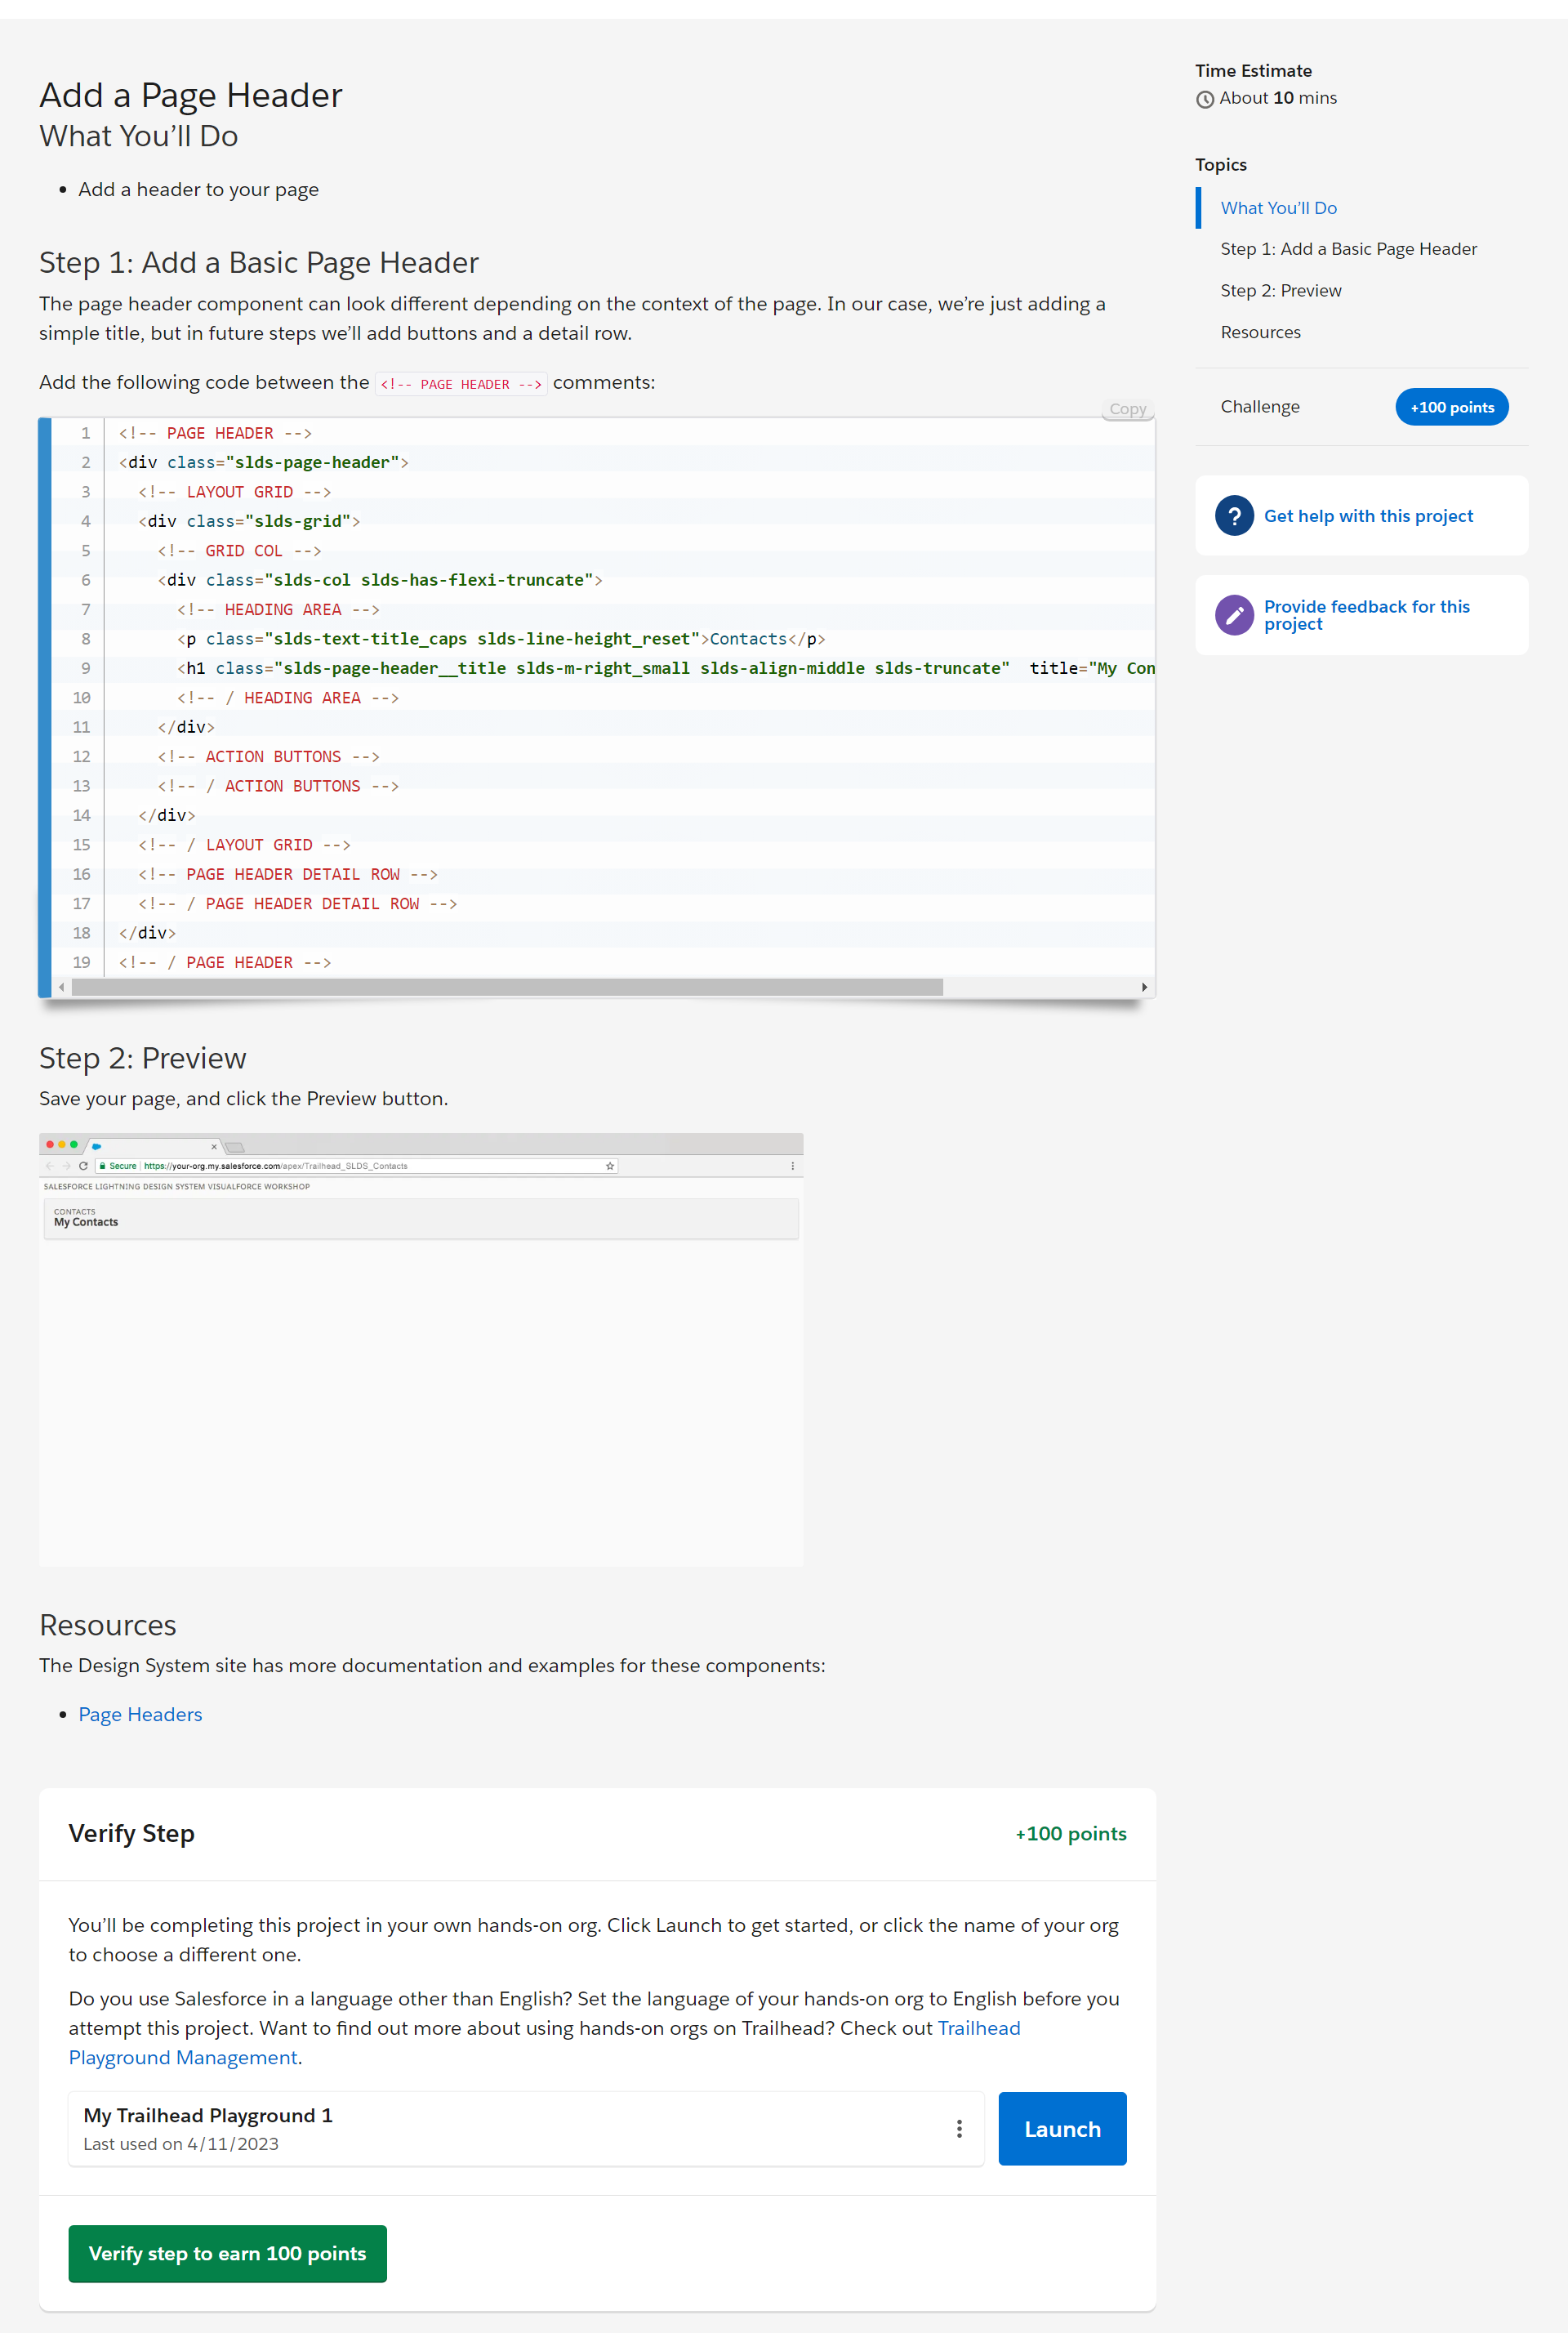 Add a Page Header
What You’ll Do
Add a header to your page
Step 1: Add a Basic Page Header
The page header component can look different depending on the context of the page. In our case, we’re just adding a
simple title, but in future steps we’ll add buttons and a detail row.
Add the following code between the <!-- PAGE HEADER --> comments:
Copy
1 <!-- PAGE HEADER -->
2 <div class="slds-page-header">
3 <!-- LAYOUT GRID -->
4 <div class="slds-grid">
5 <!-- GRID COL -->
6 <div class="slds-col slds-has-flexi-truncate">
7 <!-- HEADING AREA -->
8 <p class="slds-text-title_caps slds-line-height_reset">Contacts</p>
9 <h1 class="slds-page-header__title slds-m-right_small slds-align-middle slds-truncate" title="My Con
10 <!-- / HEADING AREA -->
11 </div>
12 <!-- ACTION BUTTONS -->
13 <!-- / ACTION BUTTONS -->
14 </div>
15 <!-- / LAYOUT GRID -->
16 <!-- PAGE HEADER DETAIL ROW -->
17 <!-- / PAGE HEADER DETAIL ROW -->
18 </div>
19 <!-- / PAGE HEADER -->
Step 2: Preview
Save your page, and click the Preview button.
Secure https://your-org.my.salesforce.com/apex/Trailhead_SLDS_Contacts
SALESFORCE LIGHTNING DESIGN SYSTEM VISUALFORCE WORKSHOP
CONTACTS
My Contacts
Resources
The Design System site has more documentation and examples for these components:
Page Headers
Verify Step
+100 points
You’ll be completing this project in your own hands-on org. Click Launch to get started, or click the name of your org
to choose a different one.
Do you use Salesforce in a language other than English? Set the language of your hands-on org to English before you
attempt this project. Want to find out more about using hands-on orgs on Trailhead? Check out Trailhead
Playground Management.
My Trailhead Playground 1
Last used on 4/11/2023
Launch
Verify step to earn 100 points
Time Estimate
About 10 mins
Topics
What You’ll Do
Step 1: Add a Basic Page Header
Step 2: Preview
Resources
Challenge
+100 points
Get help with this project
Provide feedback for this
project